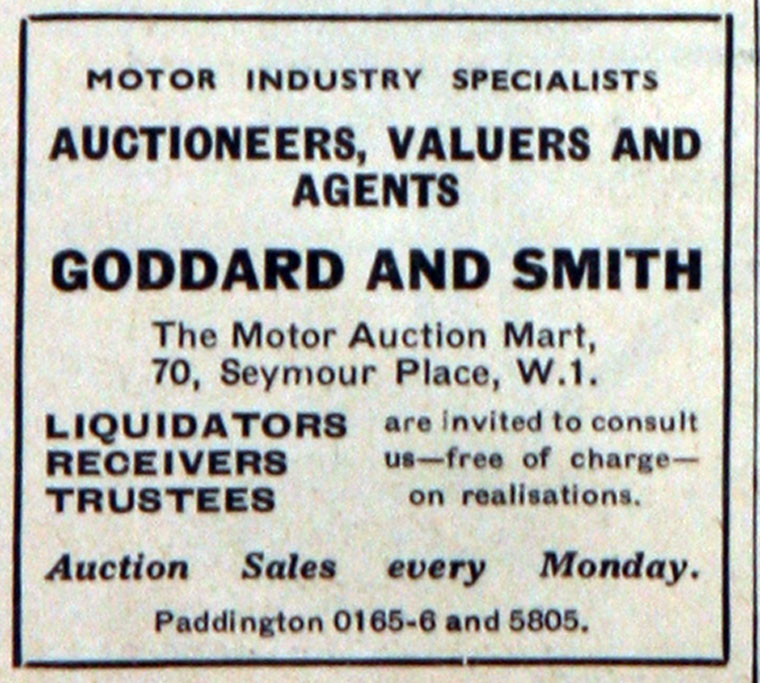 MOTOR INDUSTRY SPECIALISTS
AUCTIONEERS, VALUERS AND
AGENTS
GODDARD AND SMITH
The Motor Auction Mart,
70, Seymour Place, W.1.
LIQUIDATORS are invited to consult
RECEIVERS us—free of charge—
TRUSTEES on realisations.
Auction Sales every Monday.
Paddington 0165-6 and 5805.